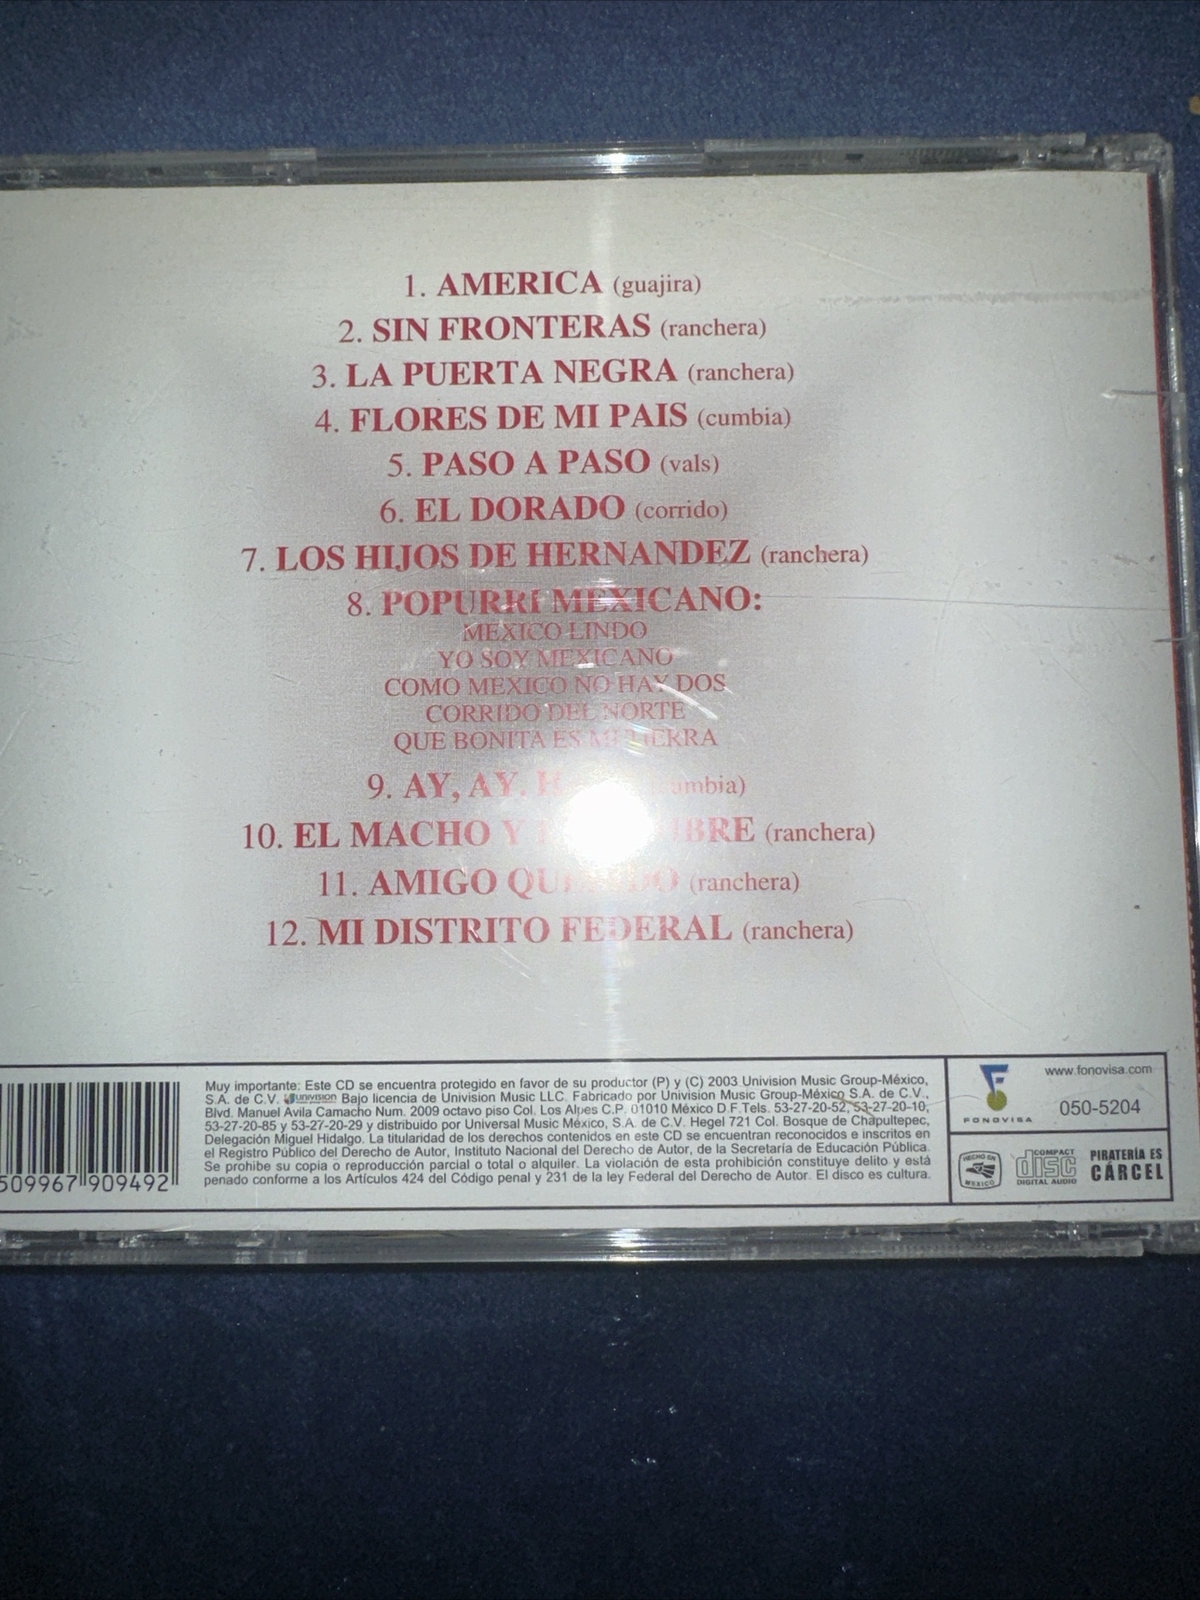 1. AMERICA (guajira)
2. SIN FRONTERAS (ranchera)
3. LA PUERTA NEGRA (ranchera)
4. FLORES DE MI PAIS (cumbia)
5. PASO A PASO (vals)
6. EL DORADO (corrido)
7. LOS HIJOS DE HERNANDEZ (ranchera)
8. POPURRI MEXICANO:
MEXICO LINDO
YO SOY MEXICANO
COMO MEXICO NO HAY DOS
CORRIDO DEL NORTE
QUE BONITA ES MI TIERRA
9. AY, AY. (cumbia)
10. EL MACHO Y (ranchera)
11. AMIGO (ranchera)
12. MI DISTRITO FEDERAL (ranchera)
Muy importante: Este CD se encuentra protegido en favor de su productor (P) y (C) 2003 Univision Music Group-México,
S.A. de C.V. univision Bajo licencia de Univision Music LLC. Fabricado por Univision Music Group-México S.A. de C.V.,
Blvd. Manuel Avila Camacho Num. 2009 octavo piso Col. Los Alpes C.P. 01010 México D.F.Tels. 53-27-20-52, 53-27-20-10,
53-27-20-85 y 53-27-20-29 y distribuido por Universal Music México, S.A. de C.V. Hegel 721 Col. Bosque de Chapultepec,
Delegación Miguel Hidalgo. La titularidad de los derechos contenidos en este CD se encuentran reconocidos e inscritos en
el Registro Público del Derecho de Autor, Instituto Nacional del Derecho de Autor, de la Secretaría de Educación Pública.
Se prohibe su copia o reproducción parcial o total o alquiler. La violación de esta prohibición constituye delito y está
penado conforme a los Artículos 424 del Código penal y 231 de la ley Federal del Derecho de Autor. El disco es cultura.
509967 909492
FONOVISA
www.fonovisa.com
050-5204
HECHO EN
MEXICO
COMPACT
disc
DIGITAL AUDIO
PIRATERÍA ES
CÁRCEL